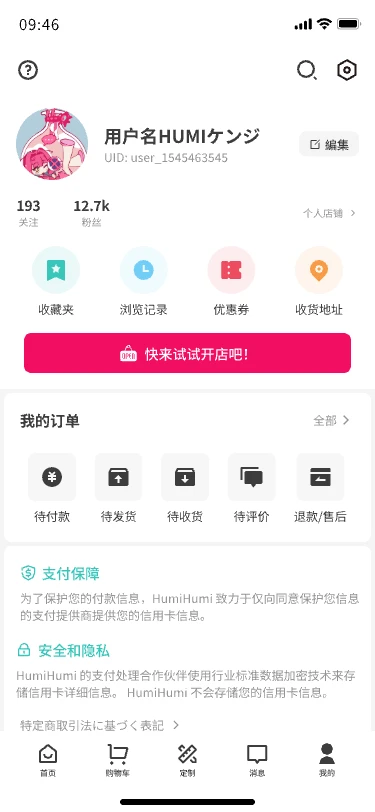 09:46
用户名HUMIケンジ
UID: user_1545463545
编集
193
12.7k
关注
粉丝
个人店铺
收藏夹
浏览记录
优惠券
收货地址
OPEN
快来试试开店吧！
我的订单
全部
待付款
待发货
待收货
待评价
退款/售后
支付保障
为了保护您的付款信息，HumiHumi 致力于仅向同意保护您信息
的支付提供商提供您的信用卡信息。
安全和隐私
HumiHumi 的支付处理合作伙伴使用行业标准数据加密技术来存
储信用卡详细信息。 HumiHumi 不会存储您的信用卡信息。
特定商取引法に基づく表記
首页
购物车
定制
消息
我的